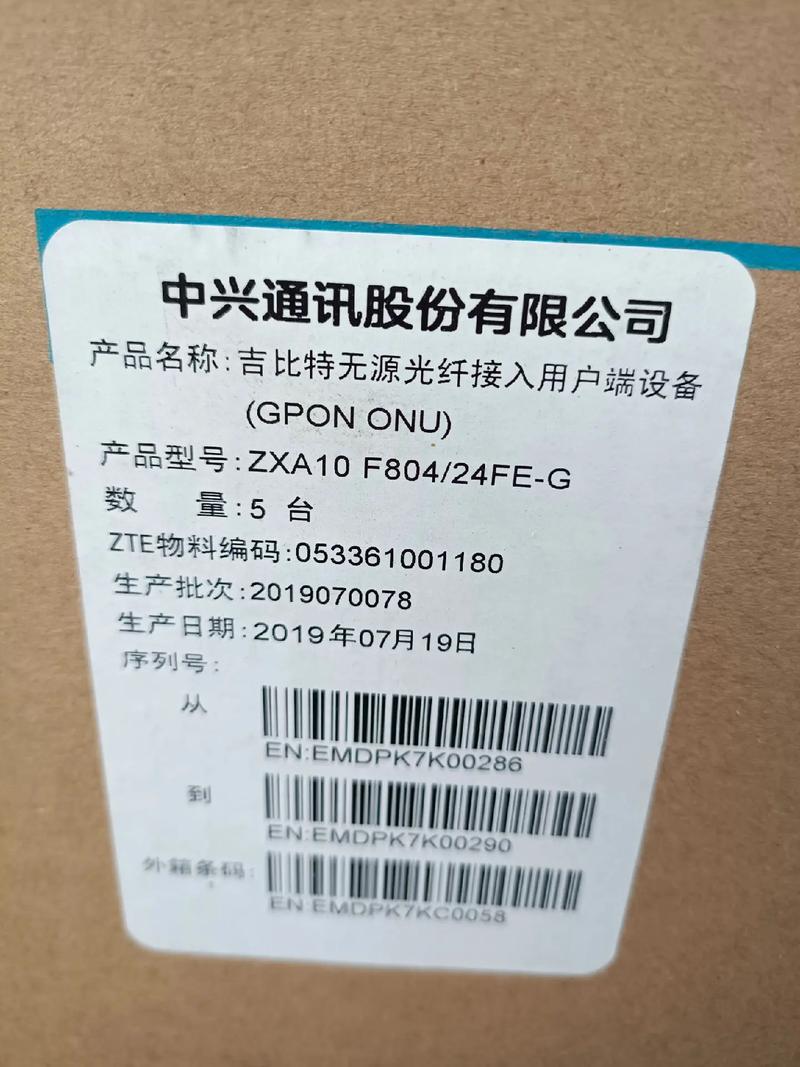 中兴通讯股份有限公司
产品名称:吉比特无源光纤接入用户端设备
(GPON ONU)
产品型号:ZXA10 F804/24FE-G
数 量:5 台
ZTE物料编码:053361001180
生产批次:2019070078
生产日期:2019年07月19日
序列号:
从
EN:EMDPK7K00286
到
EN:EMDPK7K00290
外箱条码:
EN:EMDPK7KC0058